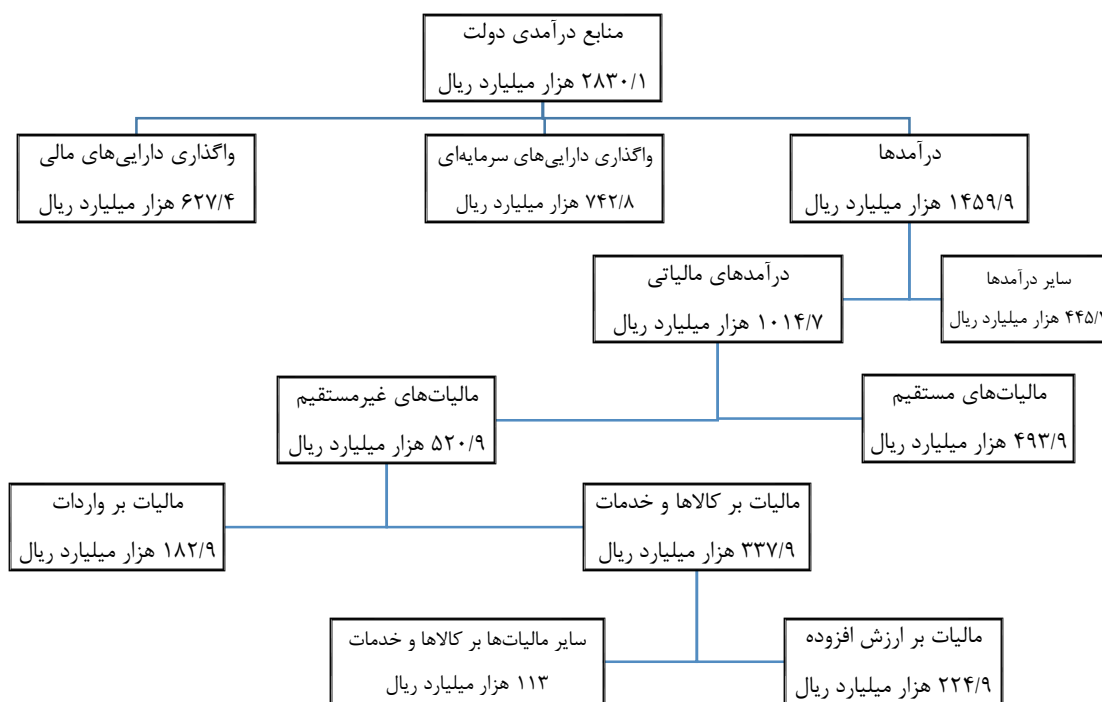 منابع درآمدی دولت
۲۸۳۰/۱ هزار میلیارد ریال
درآمدها
۱۴۵۹/۹ هزار میلیارد ریال
واگذاری دارایی‌های سرمایه‌ای
۷۴۲/۸ هزار میلیارد ریال
واگذاری دارایی‌های مالی
۶۲۷/۴ هزار میلیارد ریال
سایر درآمدها
هزار میلیارد ریال
درآمدهای مالیاتی
۱۰۱۴/۷ هزار میلیارد ریال
مالیات‌های مستقیم
۴۹۳/۹ هزار میلیارد ریال
مالیات‌های غیرمستقیم
۵۲۰/۹ هزار میلیارد ریال
مالیات بر کالاها و خدمات
۳۳۷/۹ هزار میلیارد ریال
مالیات بر واردات
۱۸۲/۹ هزار میلیارد ریال
مالیات بر ارزش افزوده
۲۲۴/۹ هزار میلیارد ریال
سایر مالیات‌ها بر کالاها و خدمات
۱۱۳ هزار میلیارد ریال